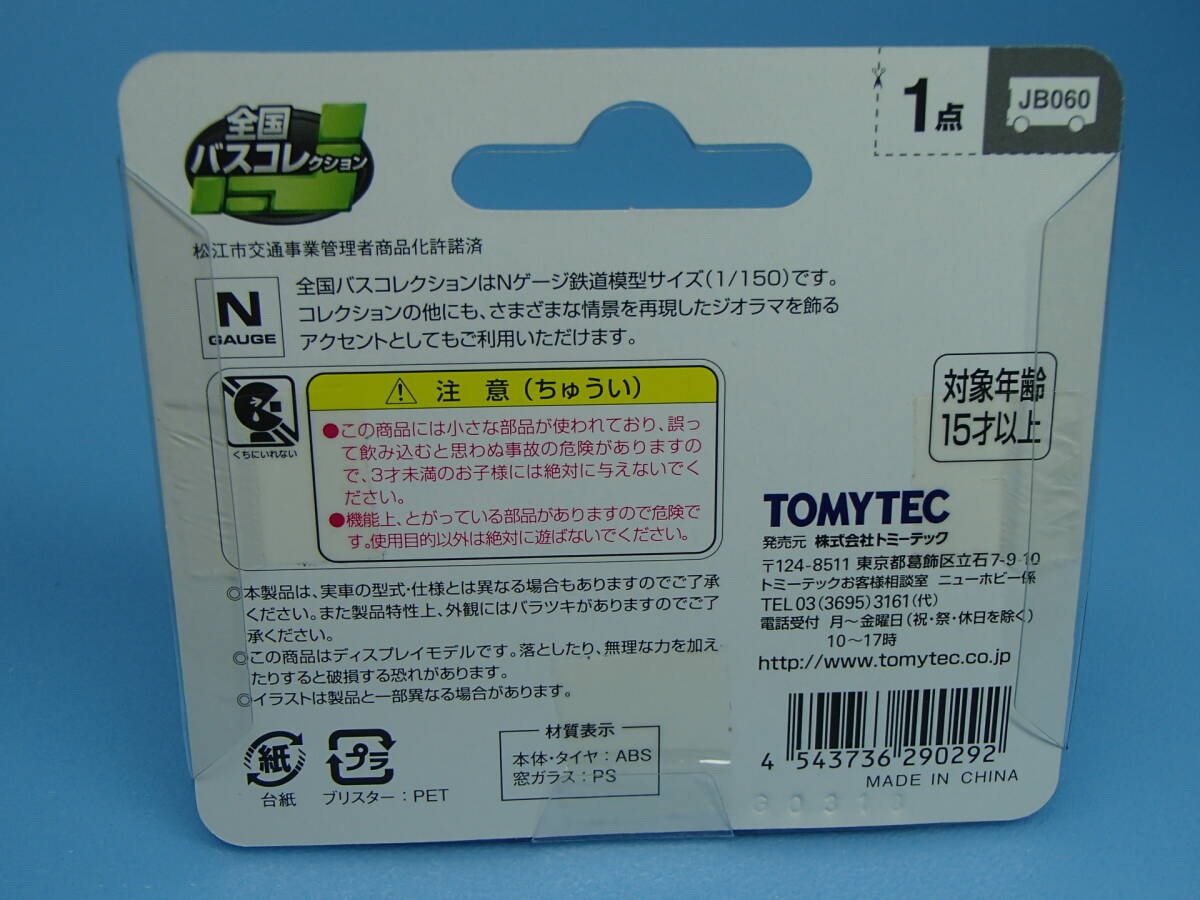 全国
バスコレクション
1点
JB060
松江市交通事業管理者商品化許諾済
N
GAUGE
全国バスコレクションはNゲージ鉄道模型サイズ(1/150)です。
コレクションの他にも、さまざまな情景を再現したジオラマを飾る
アクセントとしてもご利用いただけます。
くちにいれない
注 意 (ちゅうい)
●この商品には小さな部品が使われており、誤っ
て飲み込むと思わぬ事故の危険がありますの
で、3才未満のお子様には絶対に与えないでく
ださい。
●機能上、とがっている部品がありますので危険で
す。使用目的以外は絶対に遊ばないでください。
対象年齢
15才以上
◎本製品は、実車の型式・仕様とは異なる場合もありますのでご了承
ください。また製品特性上、外観にはバラツキがありますのでご了
承ください。
◎この商品はディスプレイモデルです。落としたり、無理な力を加え
たりすると破損する恐れがあります。
◎イラストは製品と一部異なる場合があります。
TOMYTEC
発売元 株式会社トミーテック
〒124-8511 東京都葛飾区立石7-9-10
トミーテックお客様相談室 ニューホビー係
TEL 03(3695)3161(代)
電話受付 月～金曜日(祝・祭・休日を除く)
10～17時
http://www.tomytec.co.jp
紙
台紙
プラ
ブリスター：PET
材質表示
本体・タイヤ：ABS
窓ガラス：PS
4 543736 290292
MADE IN CHINA